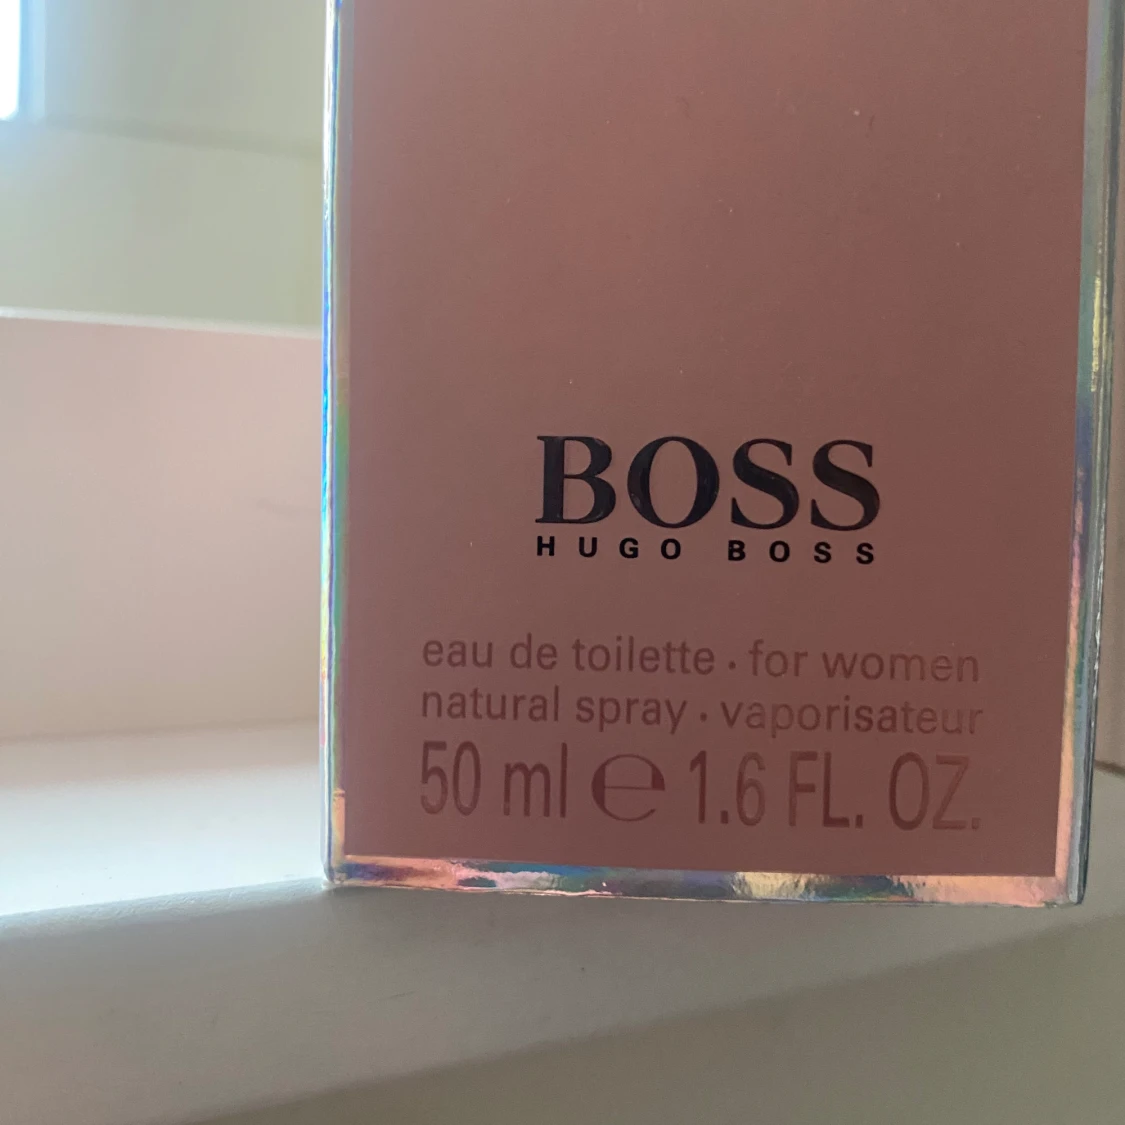 BOSS
HUGO BOSS
eau de toilette · for women
natural spray · vaporisateur
50 ml ℮ 1.6 FL. OZ.